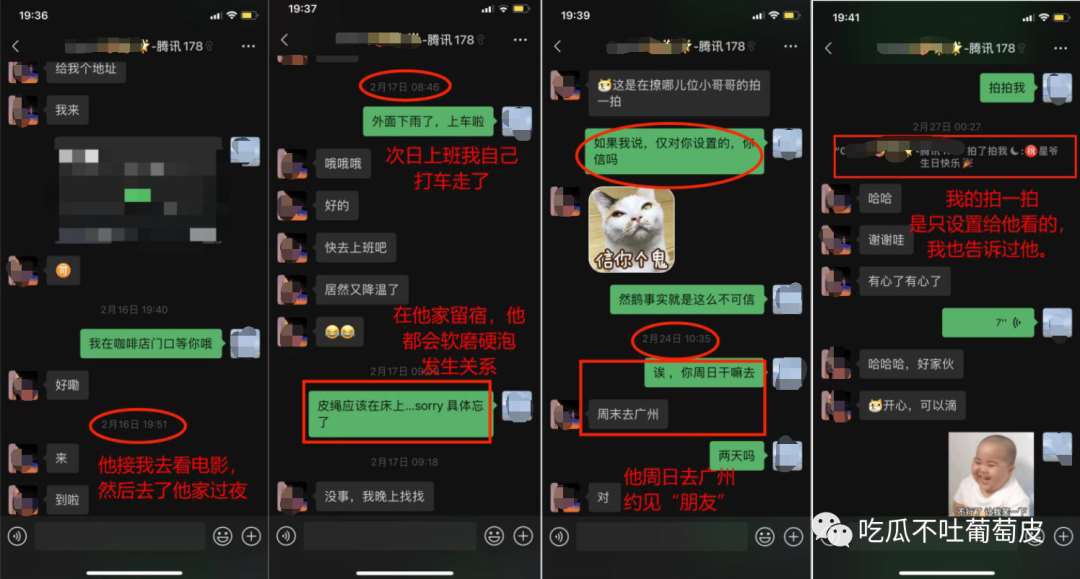 19:36
-腾讯178
给我个地址
我来
2月16日 19:40
我在咖啡店门口等你哦
好嘞
2月16日 19:51
来
到啦
他接我去看电影，
然后去了他家过夜
19:37
-腾讯178
2月17日 08:46
外面下雨了，上车啦
哦哦哦
次日上班我自己
打车走了
好的
快去上班吧
居然又降温了
在他家留宿，他
都会软磨硬泡
发生关系
2月17日
皮绳应该在床上...sorry 具体忘
了
2月17日 09:18
没事，我晚上找找
19:39
-腾讯178
这是在撩哪儿位小哥哥的拍
一拍
如果我说，仅对你设置的，你
信吗
信你个鬼
然鹅事实就是这么不可信
2月24日 10:35
诶，你周日干嘛去
周末去广州
两天吗
对
他周日去广州
约见“朋友”
19:41
-腾讯178
拍拍我
2月27日 00:27
拍了拍我 :㊗星爷
生日快乐
哈哈
我的拍一拍
是只设置给他看的，
我也告诉过他。
谢谢哇
有心了有心了
7"
哈哈哈，好家伙
开心，可以滴
吃瓜不吐葡萄皮